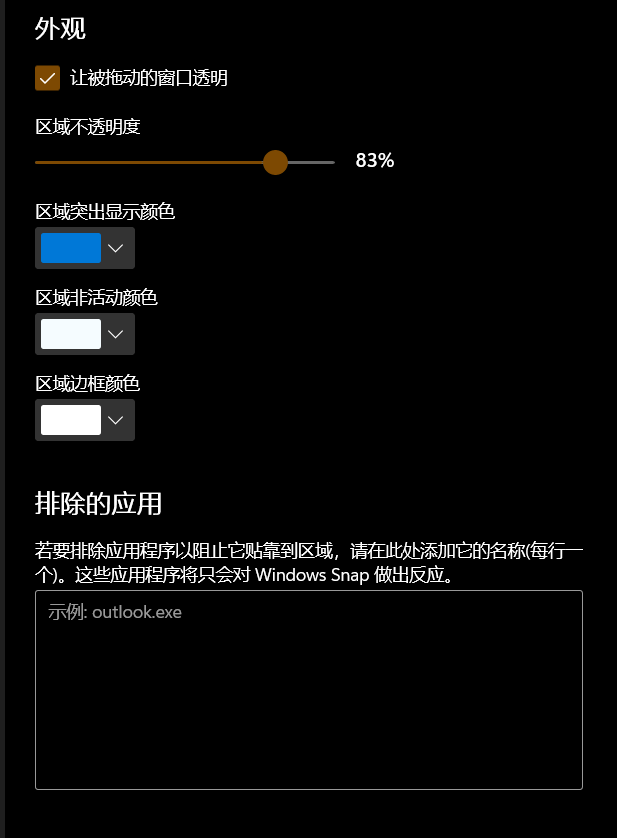 外观
让被拖动的窗口透明
区域不透明度
83%
区域突出显示颜色
区域非活动颜色
区域边框颜色
排除的应用
若要排除应用程序以阻止它贴靠到区域，请在此处添加它的名称(每行一
个)。这些应用程序将只会对 Windows Snap 做出反应。
示例: outlook.exe